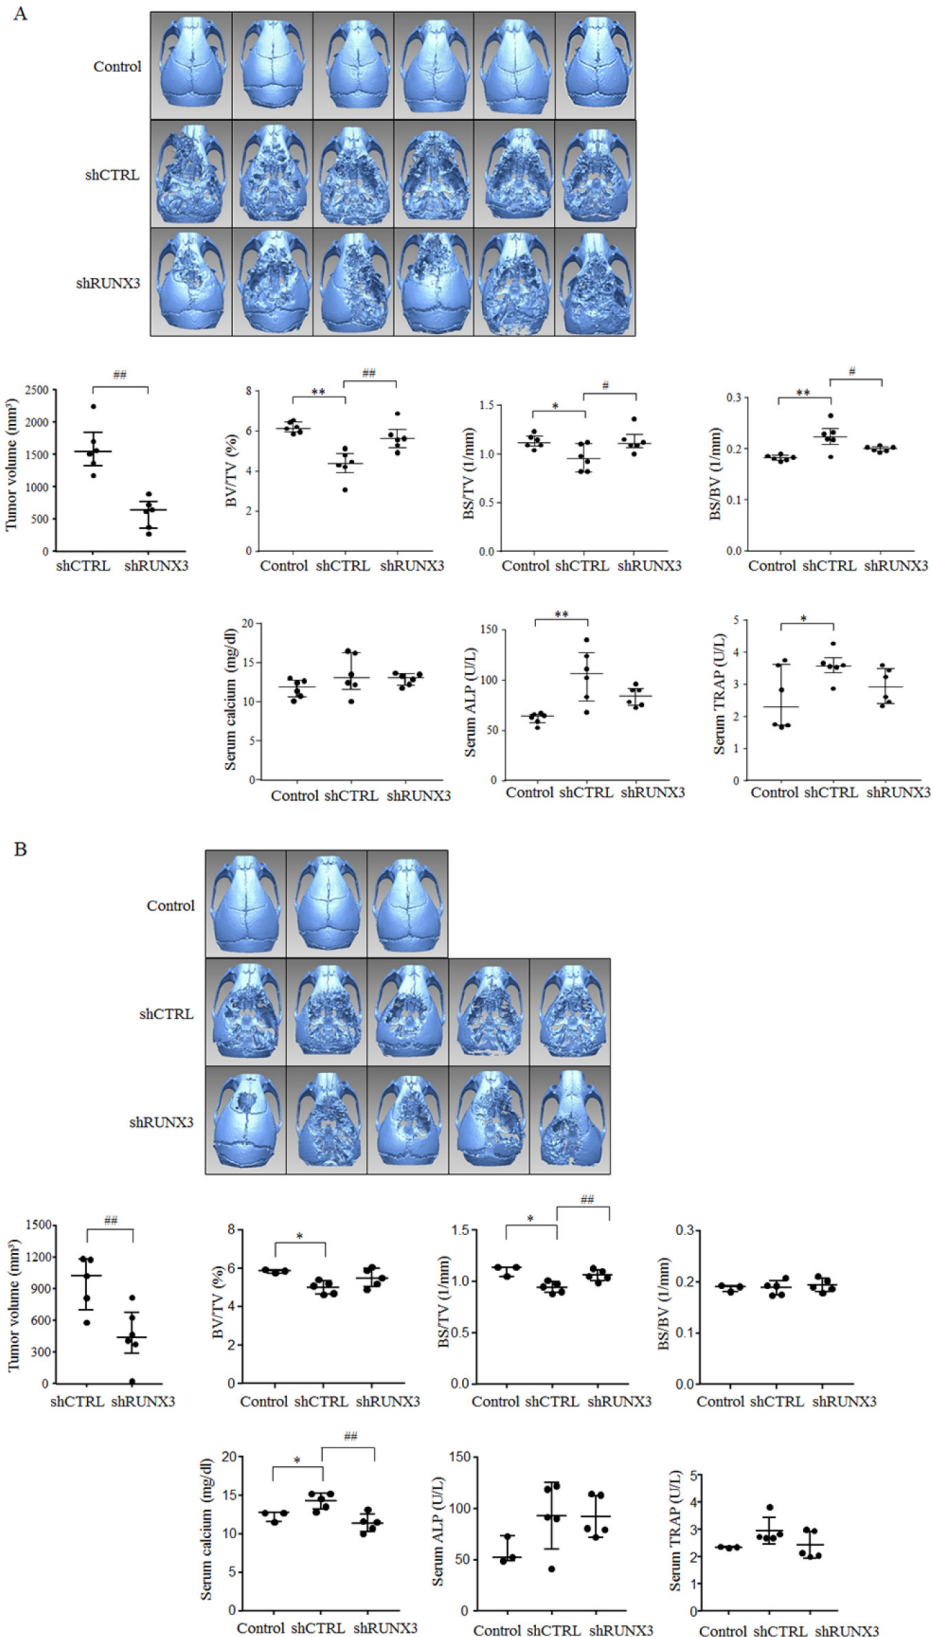 A
Control
shCTRL
shRUNX3
Tumor volume (mm³)
2500
2000
1500
1000
500
0
##
shCTRL shRUNX3
BV/TV (%)
8
6
4
2
0
**
##
Control shCTRL shRUNX3
BS/TV (1/mm)
1.5
1.0
0.5
0.0
*
#
Control shCTRL shRUNX3
BS/BV (1/mm)
0.3
0.2
0.1
0.0
**
#
Control shCTRL shRUNX3
Serum calcium (mg/dl)
20
15
10
5
0
Control shCTRL shRUNX3
Serum ALP (U/L)
150
100
50
0
**
Control shCTRL shRUNX3
Serum TRAP (U/L)
5
4
3
2
1
0
*
Control shCTRL shRUNX3
B
Control
shCTRL
shRUNX3
Tumor volume (mm³)
1500
1200
900
600
300
0
##
shCTRL shRUNX3
BV/TV (%)
8
6
4
2
0
*
Control shCTRL shRUNX3
BS/TV (1/mm)
1.5
1.0
0.5
0.0
*
##
Control shCTRL shRUNX3
BS/BV (1/mm)
0.3
0.2
0.1
0.0
Control shCTRL shRUNX3
Serum calcium (mg/dl)
20
15
10
5
0
*
##
Control shCTRL shRUNX3
Serum ALP (U/L)
150
100
50
0
Control shCTRL shRUNX3
Serum TRAP (U/L)
5
4
3
2
1
0
Control shCTRL shRUNX3